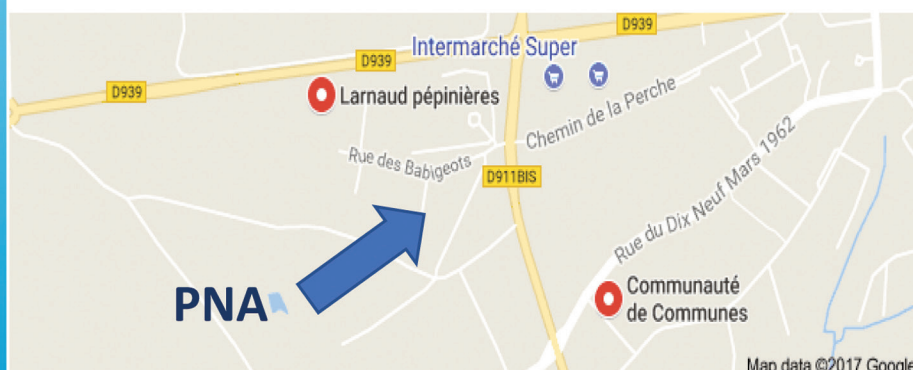 D939
Intermarché Super
D939
D939
Larnaud pépinières
Chemin de la Perche
Rue des Babigeots
D911BIS
Rue du Dix Neuf Mars 1962
PNA
Communauté
de Communes
Map data ©2017 Google